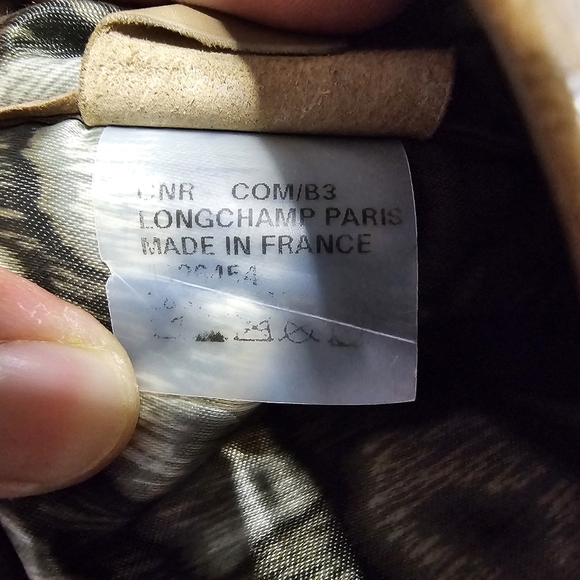 CNR COM/B3
LONGCHAMP PARIS
MADE IN FRANCE